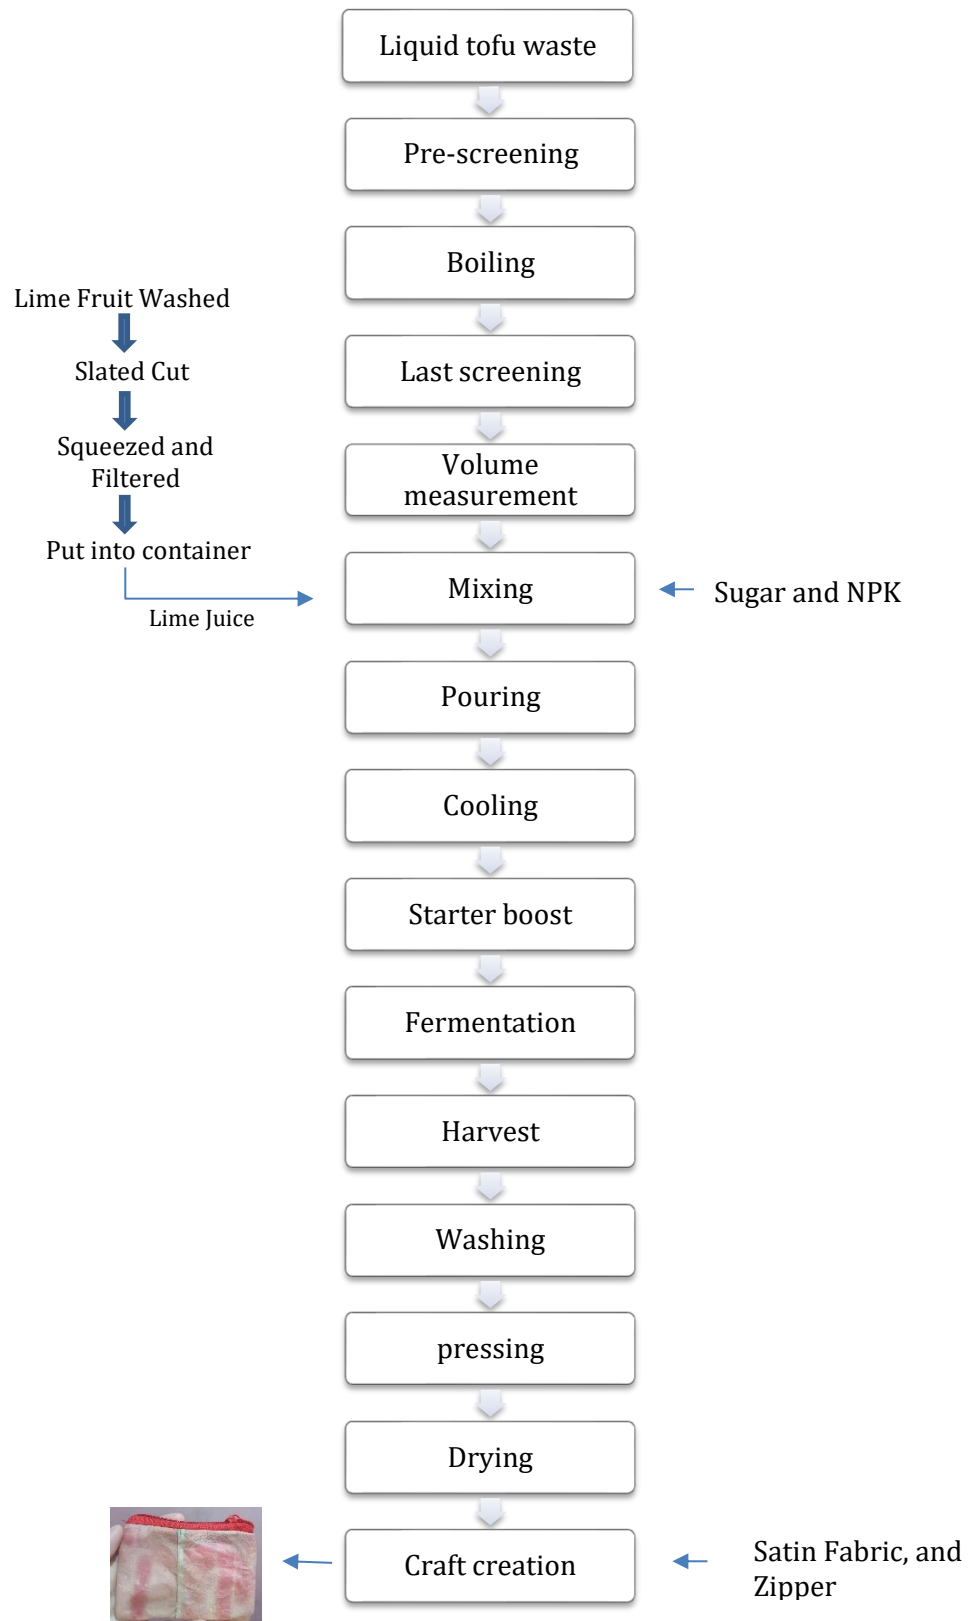 Liquid tofu waste
Pre-screening
Boiling
Lime Fruit Washed
Last screening
Slated Cut
Squeezed and
Filtered
Volume
measurement
Put into container
Mixing
Sugar and NPK
Lime Juice
Pouring
Cooling
Starter boost
Fermentation
Harvest
Washing
pressing
Drying
Craft creation
Satin Fabric, and
Zipper